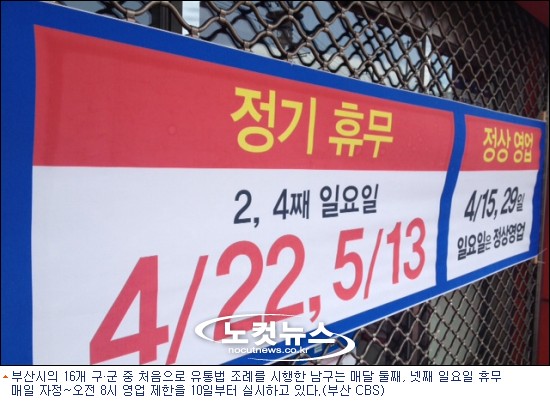 정기 휴무
2, 4째 일요일
4/22, 5/13
정상 영업
4/15, 29일
일요일은 정상영업
노컷뉴스
nocutnews.co.kr
부산시의 16개 구·군 중 처음으로 유통법 조례를 시행한 남구는 매달 둘째, 넷째 일요일 휴무
매일 자정~오전 8시 영업 제한을 10일부터 실시하고 있다.(부산 CBS)